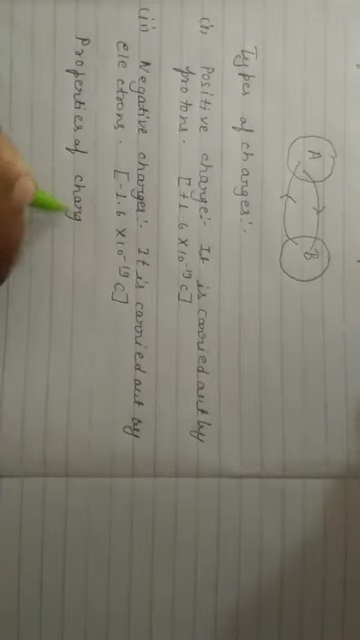 A
B
Types of charges:-
(i) Positive charge:- It is carried out by
protons. [+1.6 x 10⁻¹⁹ C]
(ii) Negative charges:- It is carried out by
electrons. [-1.6 x 10⁻¹⁹ C]
Properties of charg